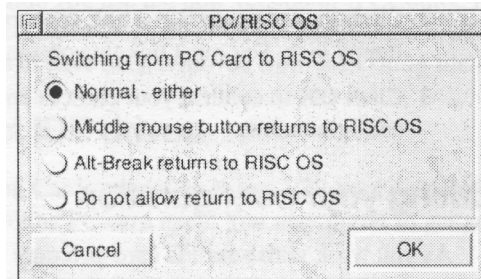 PC/RISC OS
Switching from PC Card to RISC OS
Normal - either
Middle mouse button returns to RISC OS
Alt-Break returns to RISC OS
Do not allow return to RISC OS
Cancel
OK